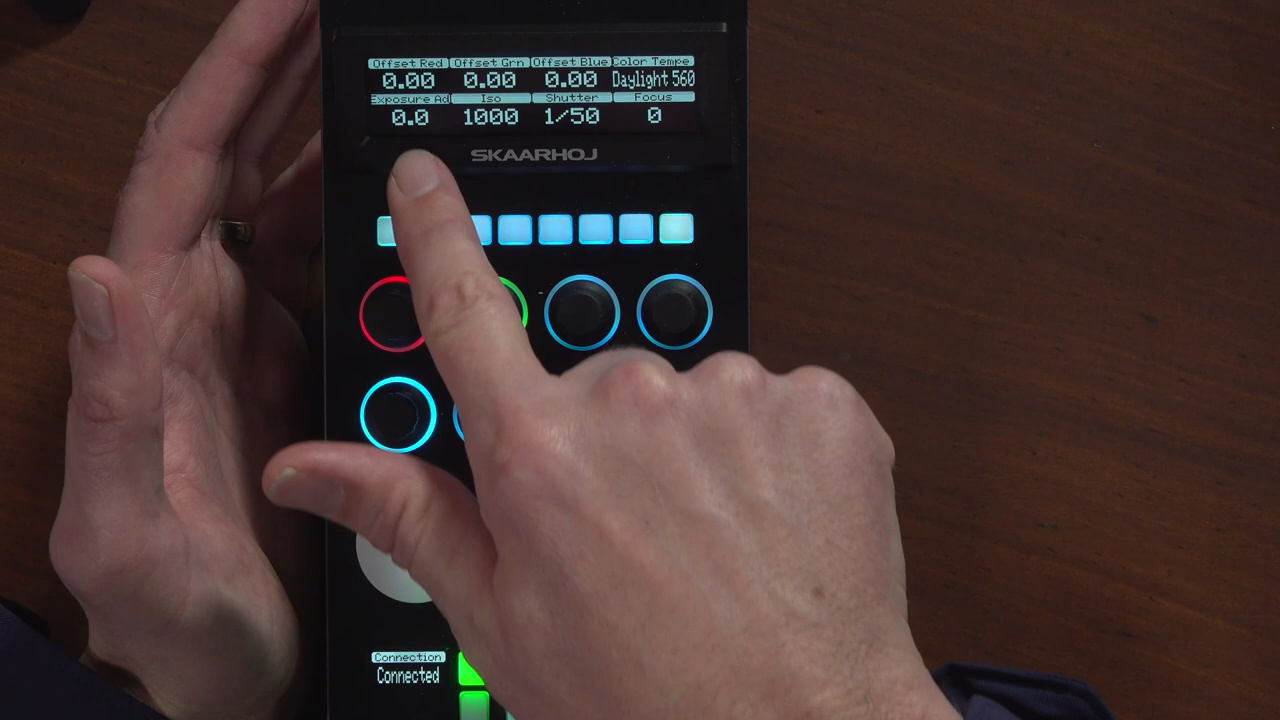 Offset Red Offset Grn Offset Blue Color Tempe
0.00 0.00 0.00 Daylight 560
Exposure Ad Iso Shutter Focus
0.0 1000 1/50 0
SKAARHOJ
Connection
Connected